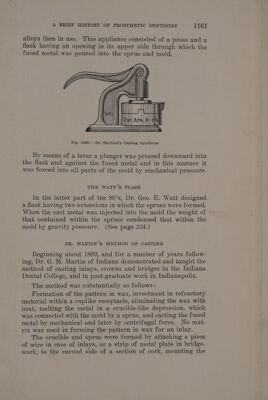 A BRIEF HISTORY OF PROSTHETIC DENTISTRY 1161
alloys then in use. This appliance consisted of a press and a
flask having an opening in its upper side through which the
fused metal was poured into the sprue and mold.
Pat. Apr.
Dr. Hayford's Casting Appliance
By means of a lever a plunger was pressed downward into
the flask and against the fused metal and in this manner it
was forced into all parts of the mold by mechanical pressure.
THE WATT'S FLASK
In the latter part of the 80's, Dr. Geo. E. Watt designed
a flask having two extensions in which the sprues were formed.
When the cast metal was injected into the mold the weight of
that contained within the sprues condensed that within the
mold by gravity pressure. (See page 224.)
DR. MARTIN'S METHOD OF CASTING
Beginning about 1889, and for a number of years follow-
ing, Dr. G. M. Martin of Indiana demonstrated and taught the
method of casting inlays, crowns and bridges in the Indiana
Dental College, and in post-graduate work in Indianapolis.
The method was substantially as follows:
Formation of the pattern in wax, investment in refractory
material within a cuplike receptacle, eliminating the wax with
heat, melting the metal in a crucible-like depression, which
was connected with the mold by a sprue, and casting the fused
metal by mechanical and later by centrifugal force. No mat-
rix was used in forming the pattern in wax for an inlay.
The crucible and sprue were formed by attaching a piece
of wire in case of inlays, or a strip of metal plate in bridge-
work, to the curved side of a section of cork, mounting the